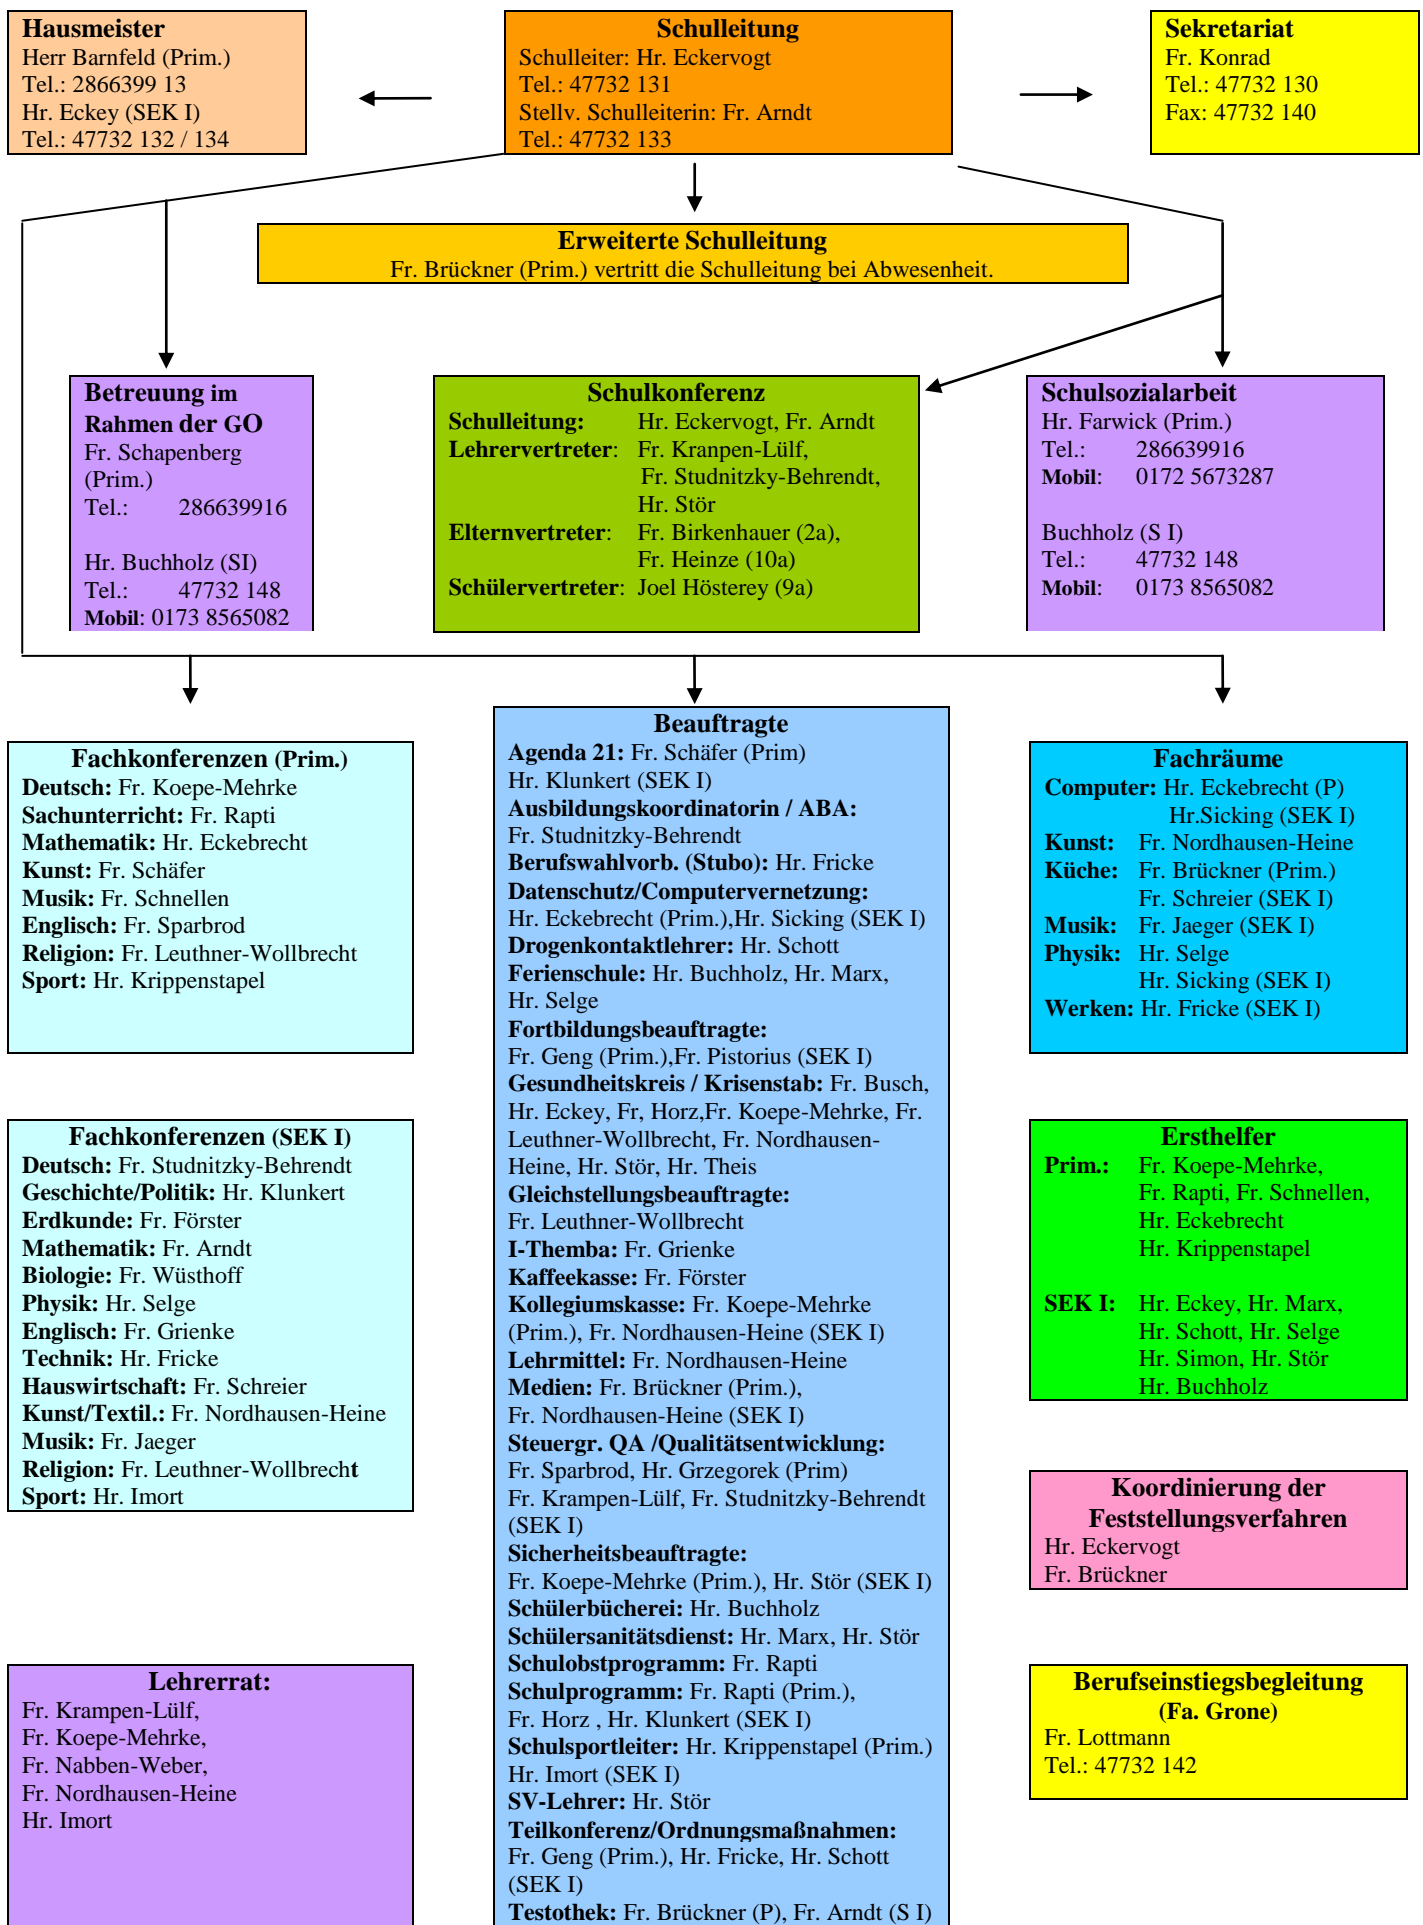 Hausmeister
Herr Barnfeld (Prim.)
Tel.: 2866399 13
Hr. Eckey (SEK I)
Tel.: 47732 132 / 134
Schulleitung
Schulleiter: Hr. Eckervogt
Tel.: 47732 131
Stellv. Schulleiterin: Fr. Arndt
Tel.: 47732 133
Sekretariat
Fr. Konrad
Tel.: 47732 130
Fax: 47732 140
Erweiterte Schulleitung
Fr. Brückner (Prim.) vertritt die Schulleitung bei Abwesenheit.
Betreuung im
Rahmen der GO
Fr. Schapenberg
(Prim.)
Tel.: 286639916
Hr. Buchholz (SI)
Tel.: 47732 148
Mobil: 0173 8565082
Schulkonferenz
Schulleitung: Hr. Eckervogt, Fr. Arndt
Lehrervertreter: Fr. Kranpen-Lülf,
Fr. Studnitzky-Behrendt,
Hr. Stör
Elternvertreter: Fr. Birkenhauer (2a),
Fr. Heinze (10a)
Schülervertreter: Joel Hösterey (9a)
Schulsozialarbeit
Hr. Farwick (Prim.)
Tel.: 286639916
Mobil: 0172 5673287
Buchholz (S I)
Tel.: 47732 148
Mobil: 0173 8565082
Fachkonferenzen (Prim.)
Deutsch: Fr. Koepe-Mehrke
Sachunterricht: Fr. Rapti
Mathematik: Hr. Eckebrecht
Kunst: Fr. Schäfer
Musik: Fr. Schnellen
Englisch: Fr. Sparbrod
Religion: Fr. Leuthner-Wollbrecht
Sport: Hr. Krippenstapel
Fachkonferenzen (SEK I)
Deutsch: Fr. Studnitzky-Behrendt
Geschichte/Politik: Hr. Klunkert
Erdkunde: Fr. Förster
Mathematik: Fr. Arndt
Biologie: Fr. Wüsthoff
Physik: Hr. Selge
Englisch: Fr. Grienke
Technik: Hr. Fricke
Hauswirtschaft: Fr. Schreier
Kunst/Textil.: Fr. Nordhausen-Heine
Musik: Fr. Jaeger
Religion: Fr. Leuthner-Wollbrecht
Sport: Hr. Imort
Lehrerrat:
Fr. Krampen-Lülf,
Fr. Koepe-Mehrke,
Fr. Nabben-Weber,
Fr. Nordhausen-Heine
Hr. Imort
Beauftragte
Agenda 21: Fr. Schäfer (Prim)
Hr. Klunkert (SEK I)
Ausbildungskoordinatorin / ABA:
Fr. Studnitzky-Behrendt
Berufswahlvorb. (Stubo): Hr. Fricke
Datenschutz/Computervernetzung:
Hr. Eckebrecht (Prim.),Hr. Sicking (SEK I)
Drogenkontaktlehrer: Hr. Schott
Ferienschule: Hr. Buchholz, Hr. Marx,
Hr. Selge
Fortbildungsbeauftragte:
Fr. Geng (Prim.),Fr. Pistorius (SEK I)
Gesundheitskreis / Krisenstab: Fr. Busch,
Hr. Eckey, Fr, Horz,Fr. Koepe-Mehrke, Fr.
Leuthner-Wollbrecht, Fr. Nordhausen-
Heine, Hr. Stör, Hr. Theis
Gleichstellungsbeauftragte:
Fr. Leuthner-Wollbrecht
I-Themba: Fr. Grienke
Kaffeekasse: Fr. Förster
Kollegiumskasse: Fr. Koepe-Mehrke
(Prim.), Fr. Nordhausen-Heine (SEK I)
Lehrmittel: Fr. Nordhausen-Heine
Medien: Fr. Brückner (Prim.),
Fr. Nordhausen-Heine (SEK I)
Steuergr. QA /Qualitätsentwicklung:
Fr. Sparbrod, Hr. Grzegorek (Prim)
Fr. Krampen-Lülf, Fr. Studnitzky-Behrendt
(SEK I)
Sicherheitsbeauftragte:
Fr. Koepe-Mehrke (Prim.), Hr. Stör (SEK I)
Schülerbücherei: Hr. Buchholz
Schülersanitätsdienst: Hr. Marx, Hr. Stör
Schulobstprogramm: Fr. Rapti
Schulprogramm: Fr. Rapti (Prim.),
Fr. Horz , Hr. Klunkert (SEK I)
Schulsportleiter: Hr. Krippenstapel (Prim.)
Hr. Imort (SEK I)
SV-Lehrer: Hr. Stör
Teilkonferenz/Ordnungsmaßnahmen:
Fr. Geng (Prim.), Hr. Fricke, Hr. Schott
(SEK I)
Testothek: Fr. Brückner (P), Fr. Arndt (S I)
Fachräume
Computer: Hr. Eckebrecht (P)
Hr.Sicking (SEK I)
Kunst: Fr. Nordhausen-Heine
Küche: Fr. Brückner (Prim.)
Fr. Schreier (SEK I)
Musik: Fr. Jaeger (SEK I)
Physik: Hr. Selge
Hr. Sicking (SEK I)
Werken: Hr. Fricke (SEK I)
Ersthelfer
Prim.: Fr. Koepe-Mehrke,
Fr. Rapti, Fr. Schnellen,
Hr. Eckebrecht
Hr. Krippenstapel
SEK I: Hr. Eckey, Hr. Marx,
Hr. Schott, Hr. Selge
Hr. Simon, Hr. Stör
Hr. Buchholz
Koordinierung der
Feststellungsverfahren
Hr. Eckervogt
Fr. Brückner
Berufseinstiegsbegleitung
(Fa. Grone)
Fr. Lottmann
Tel.: 47732 142